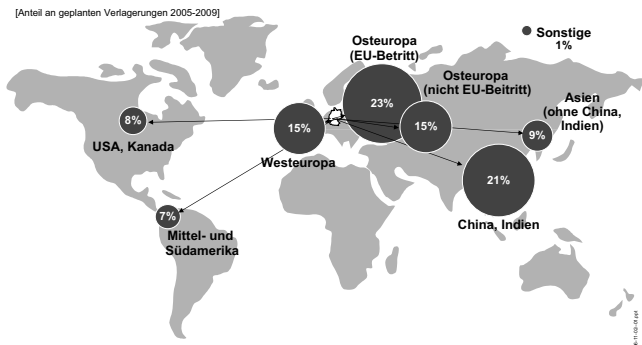 [Anteil an geplanten Verlagerungen 2005-2009]
Sonstige
1%
Osteuropa
(EU-Betritt)
23%
Osteuropa
(nicht EU-Beitritt)
15%
Asien
(ohne China,
Indien)
9%
8%
USA, Kanada
15%
Westeuropa
21%
China, Indien
7%
Mittel- und
Südamerika